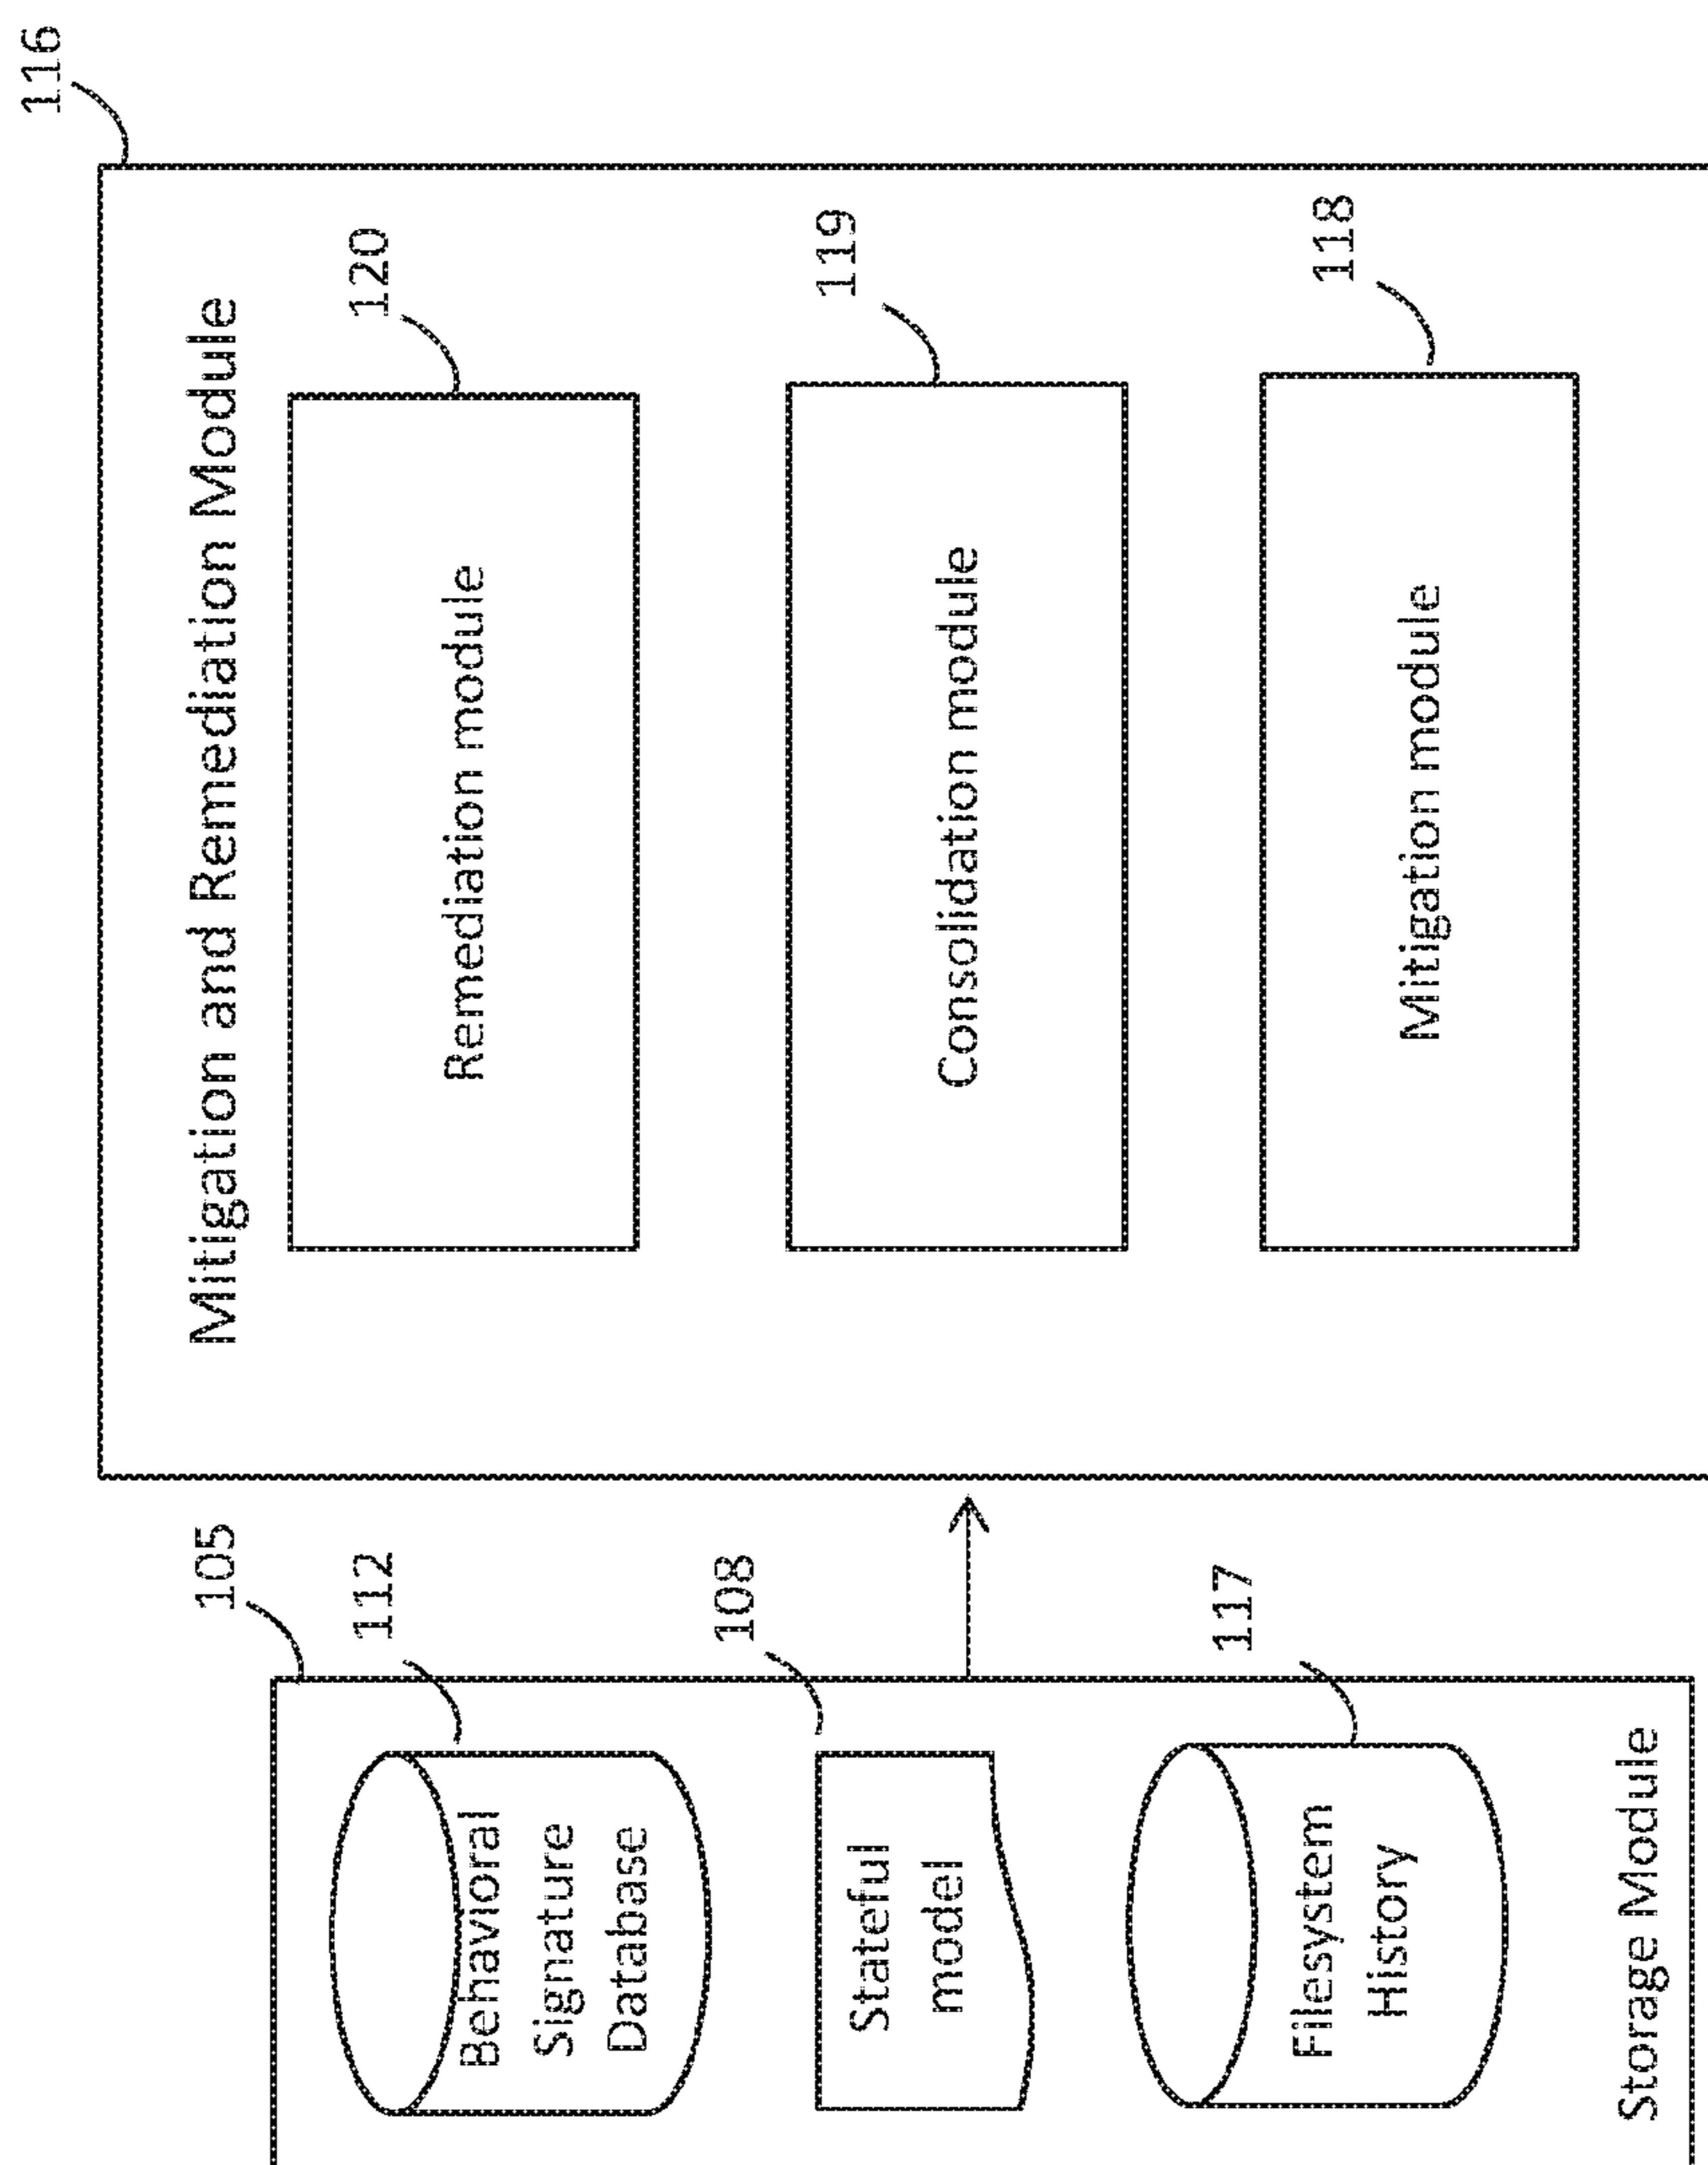 105
112
Behavioral
Signature
Database
108
Stateful
model
117
Filesystem
History
Storage Module
116
Mitigation and Remediation Module
120
Remediation module
119
Consolidation module
118
Mitigation module